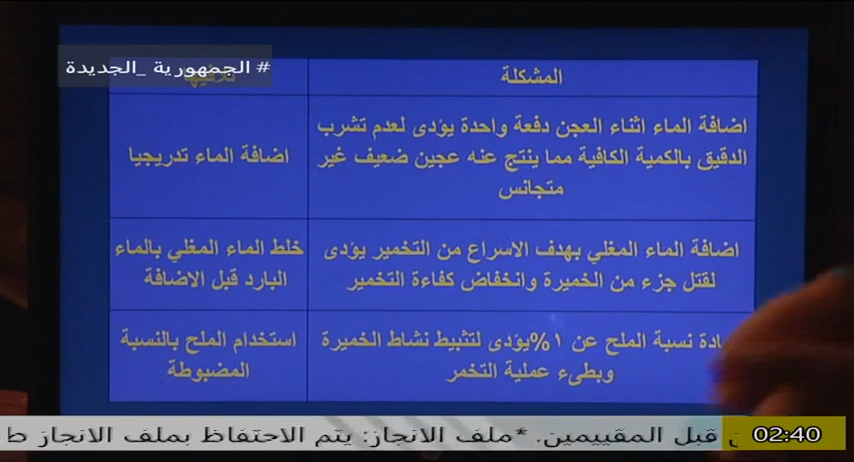 # الجمهورية _الجديدة
المشكلة
اضافة الماء اثناء العجن دفعة واحدة يؤدى لعدم تشرب
الدقيق بالكمية الكافية مما ينتج عنه عجين ضعيف غير
متجانس
اضافة الماء تدريجيا
اضافة الماء المغلي بهدف الاسراع من التخمير يؤدى
لقتل جزء من الخميرة وانخفاض كفاءة التخمير
خلط الماء المغلي بالماء
البارد قبل الاضافة
نسبة الملح عن ١%يؤدى لتثبيط نشاط الخميرة
وبطىء عملية التخمر
استخدام الملح بالنسبة
المضبوطة
قبل المقييمين. *ملف الانجاز: يتم الاحتفاظ بملف الانجاز
02:40